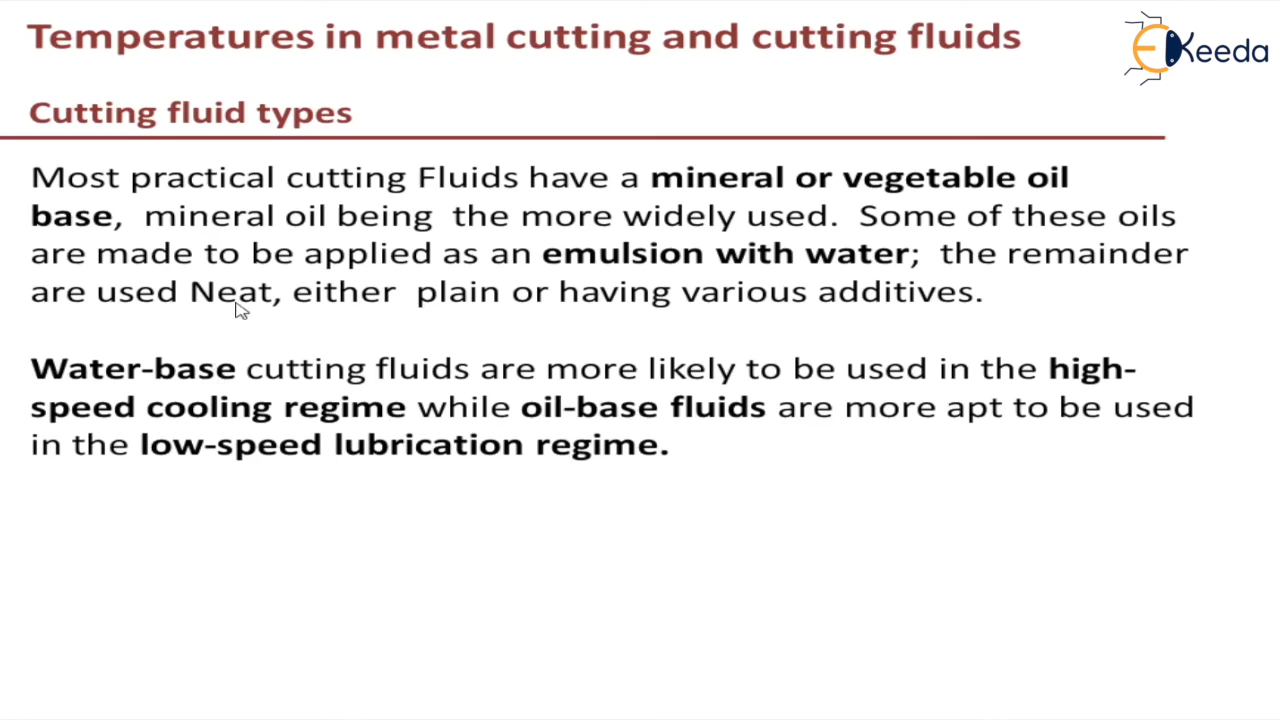 Temperatures in metal cutting and cutting fluids
EKeeda
Cutting fluid types
Most practical cutting Fluids have a mineral or vegetable oil
base, mineral oil being the more widely used. Some of these oils
are made to be applied as an emulsion with water; the remainder
are used Neat, either plain or having various additives.
Water-base cutting fluids are more likely to be used in the high-
speed cooling regime while oil-base fluids are more apt to be used
in the low-speed lubrication regime.